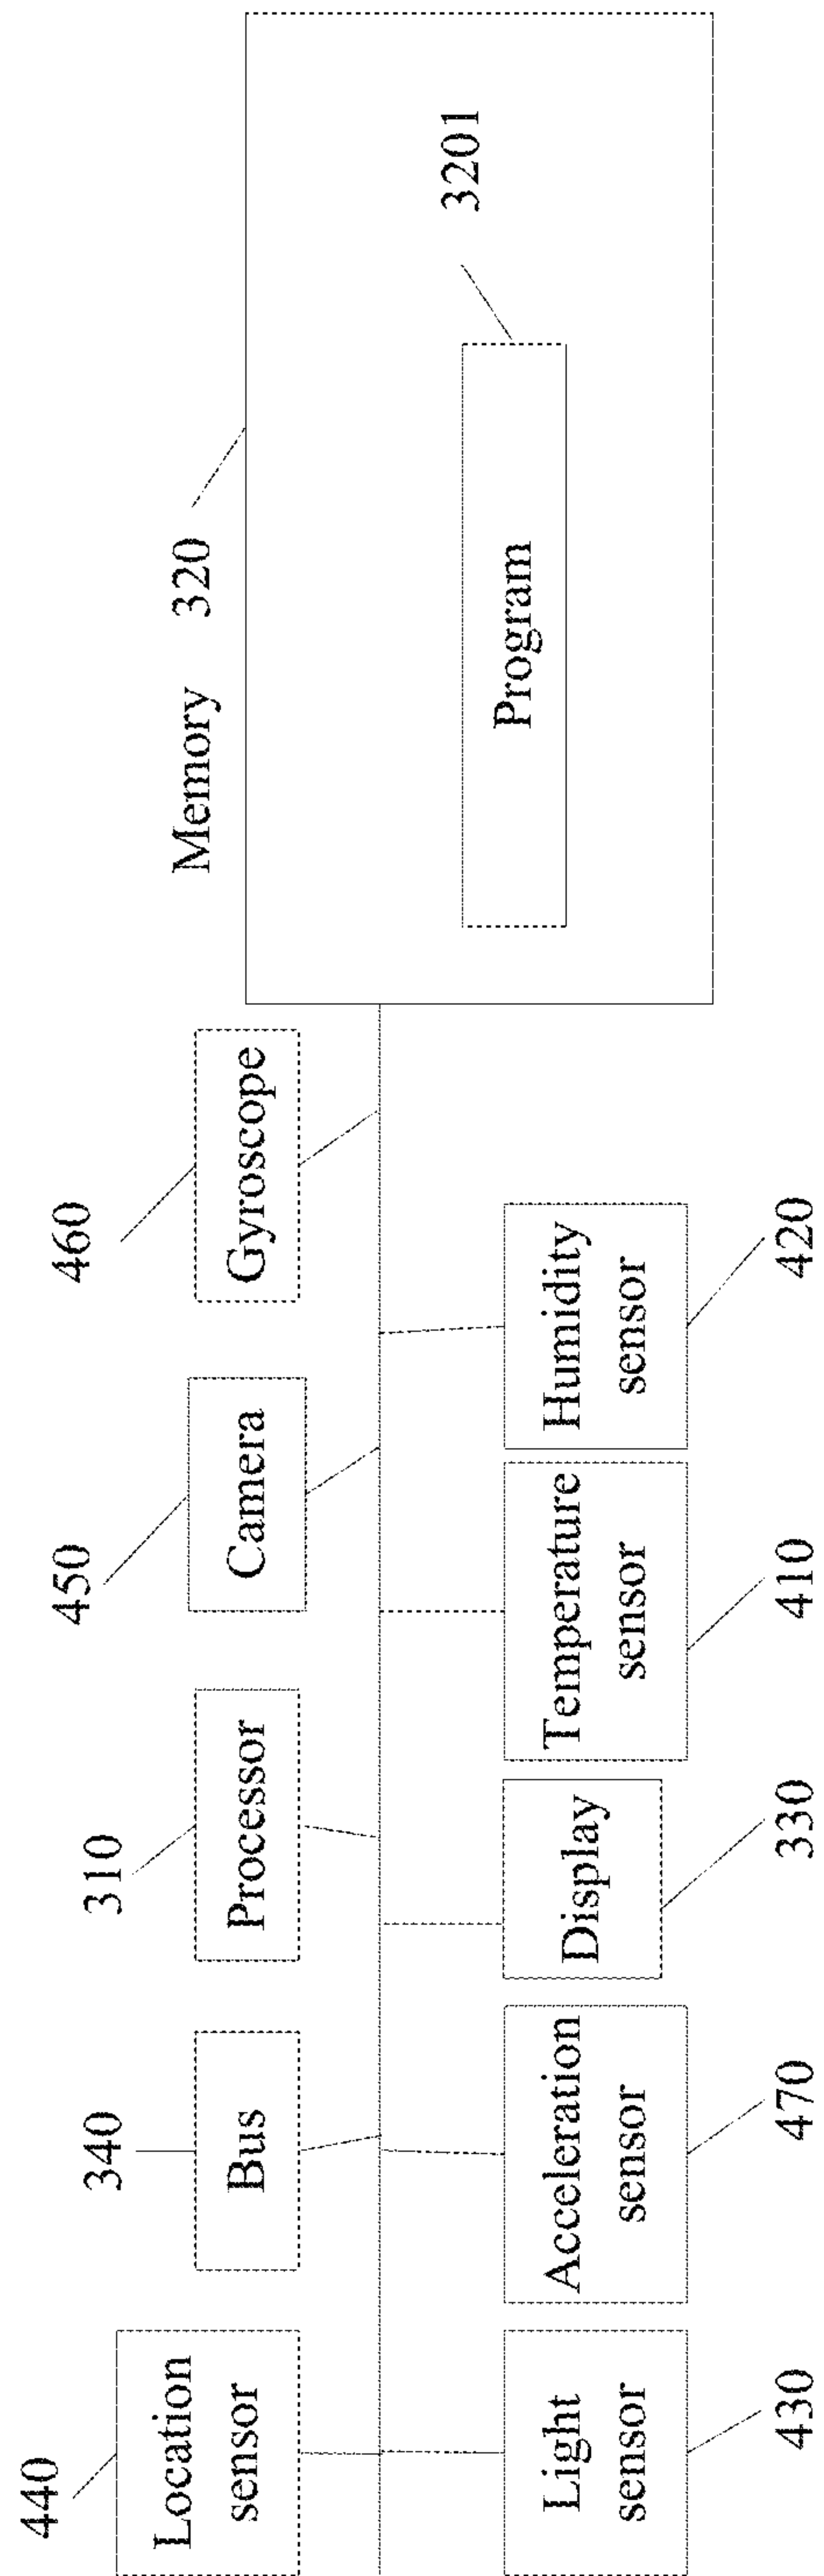 440
340
310
450
460
Location
sensor
Bus
Processor
Camera
Gyroscope
Memory 320
3201
Program
Light
sensor
Acceleration
sensor
Display
Temperature
sensor
Humidity
sensor
430
470
330
410
420